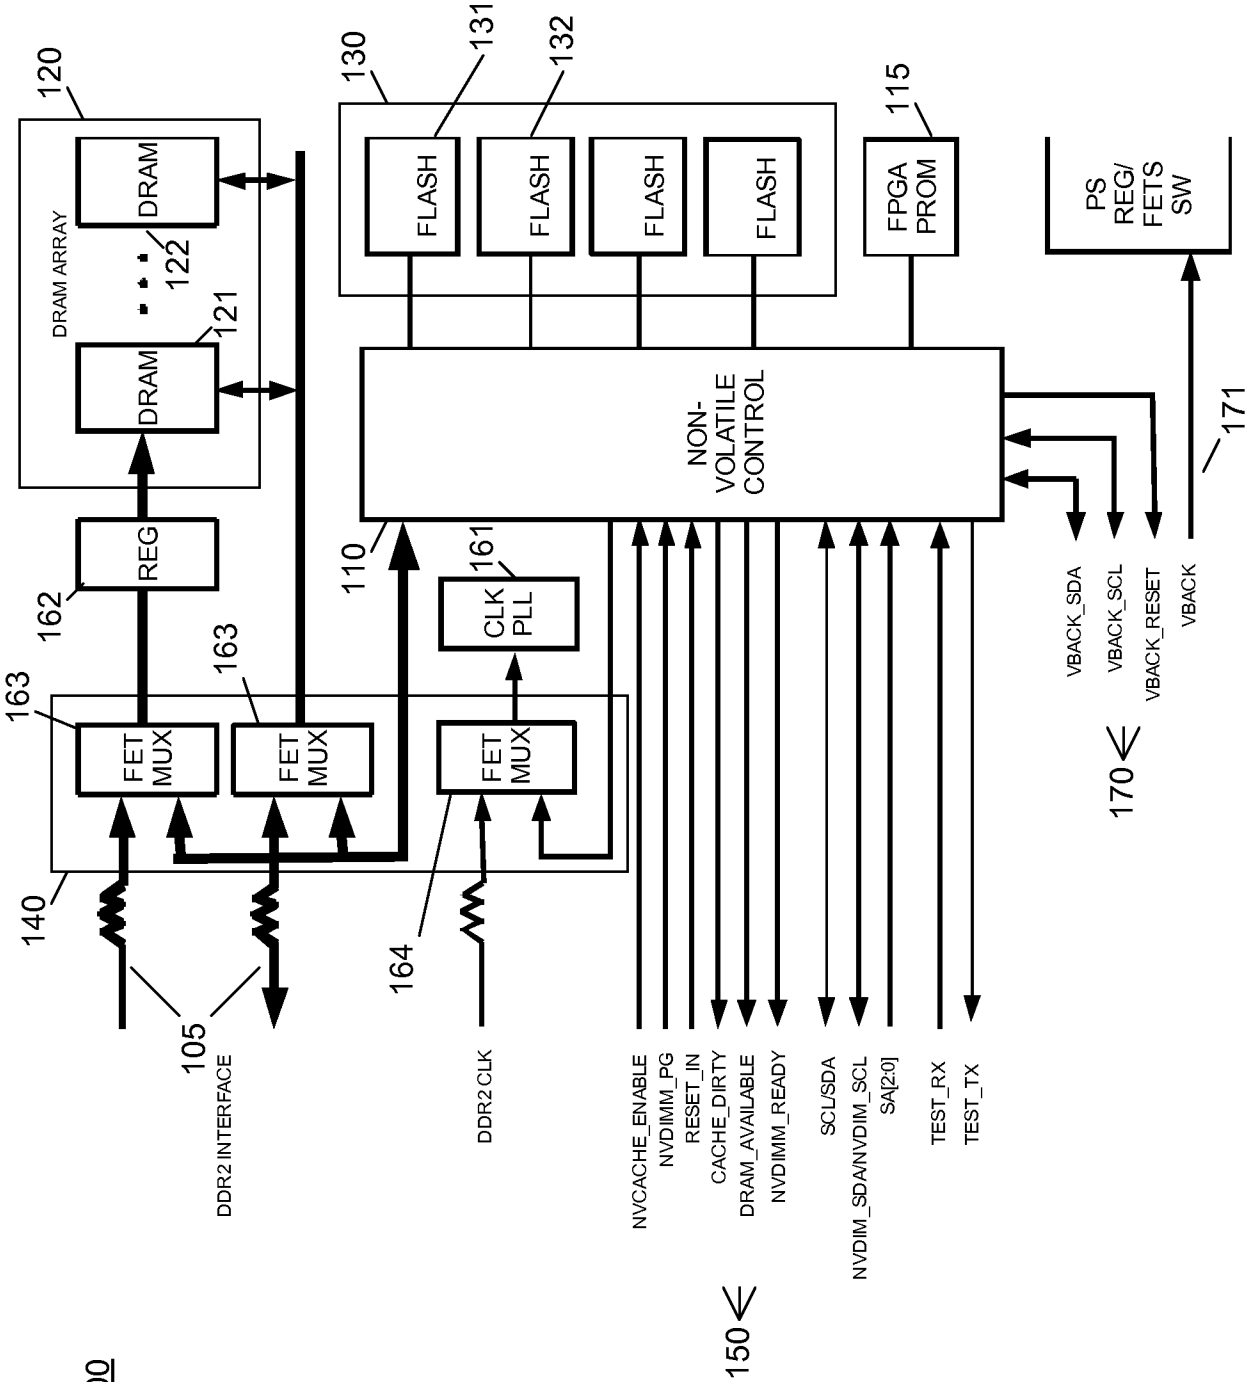 120
DRAM ARRAY
DRAM
122
DRAM
121
130
131
132
FLASH
FLASH
FLASH
FLASH
115
FPGA
PROM
PS
REG/
FETS
SW
171
162
REG
110
NON-
VOLATILE
CONTROL
161
CLK
PLL
163
FET
MUX
163
FET
MUX
FET
MUX
164
140
105
DDR2 INTERFACE
DDR2 CLK
NVCACHE_ENABLE
NVDIMM_PG
RESET_IN
CACHE_DIRTY
DRAM_AVAILABLE
NVDIMM_READY
SCL/SDA
NVDIM_SDA/NVDIM_SCL
SA[2:0]
TEST_RX
TEST_TX
150
VBACK_SDA
VBACK_SCL
VBACK_RESET
VBACK
170